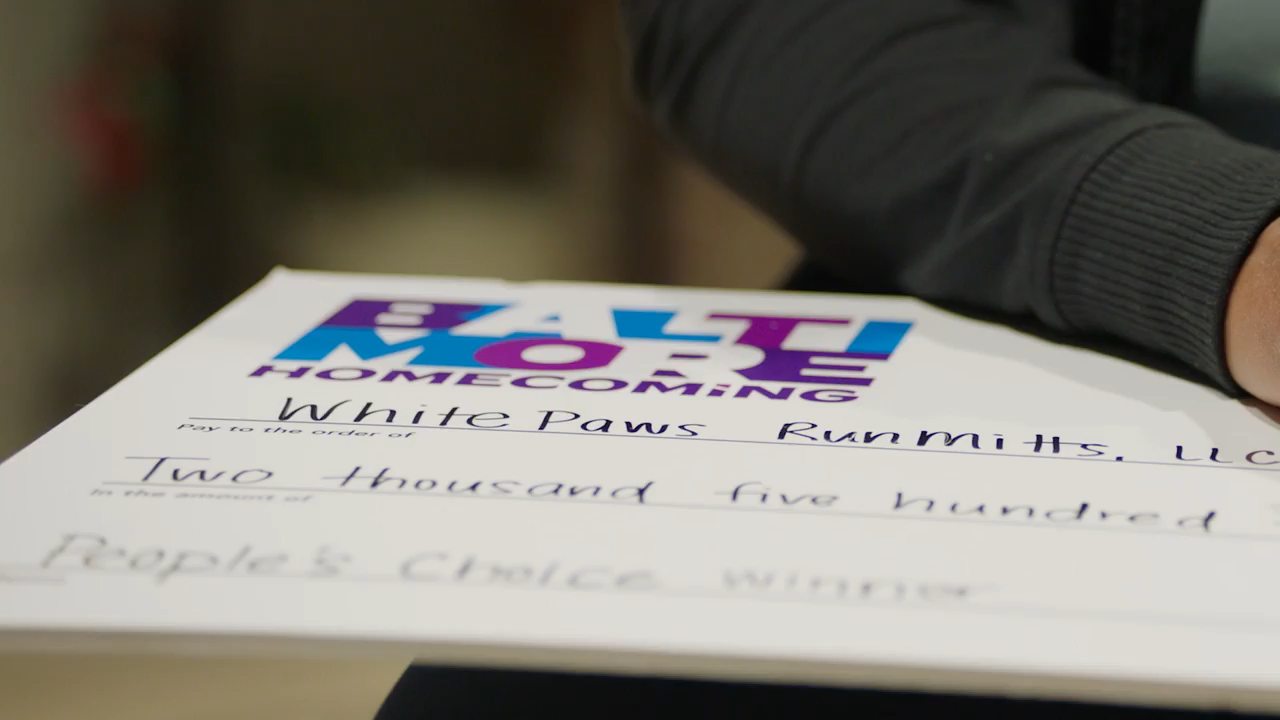 BALTI
MORE
HOMECOMING
White Paws RunMitts, LLC
Pay to the order of
Two thousand five hundred
In the amount of
People's Choice Winner